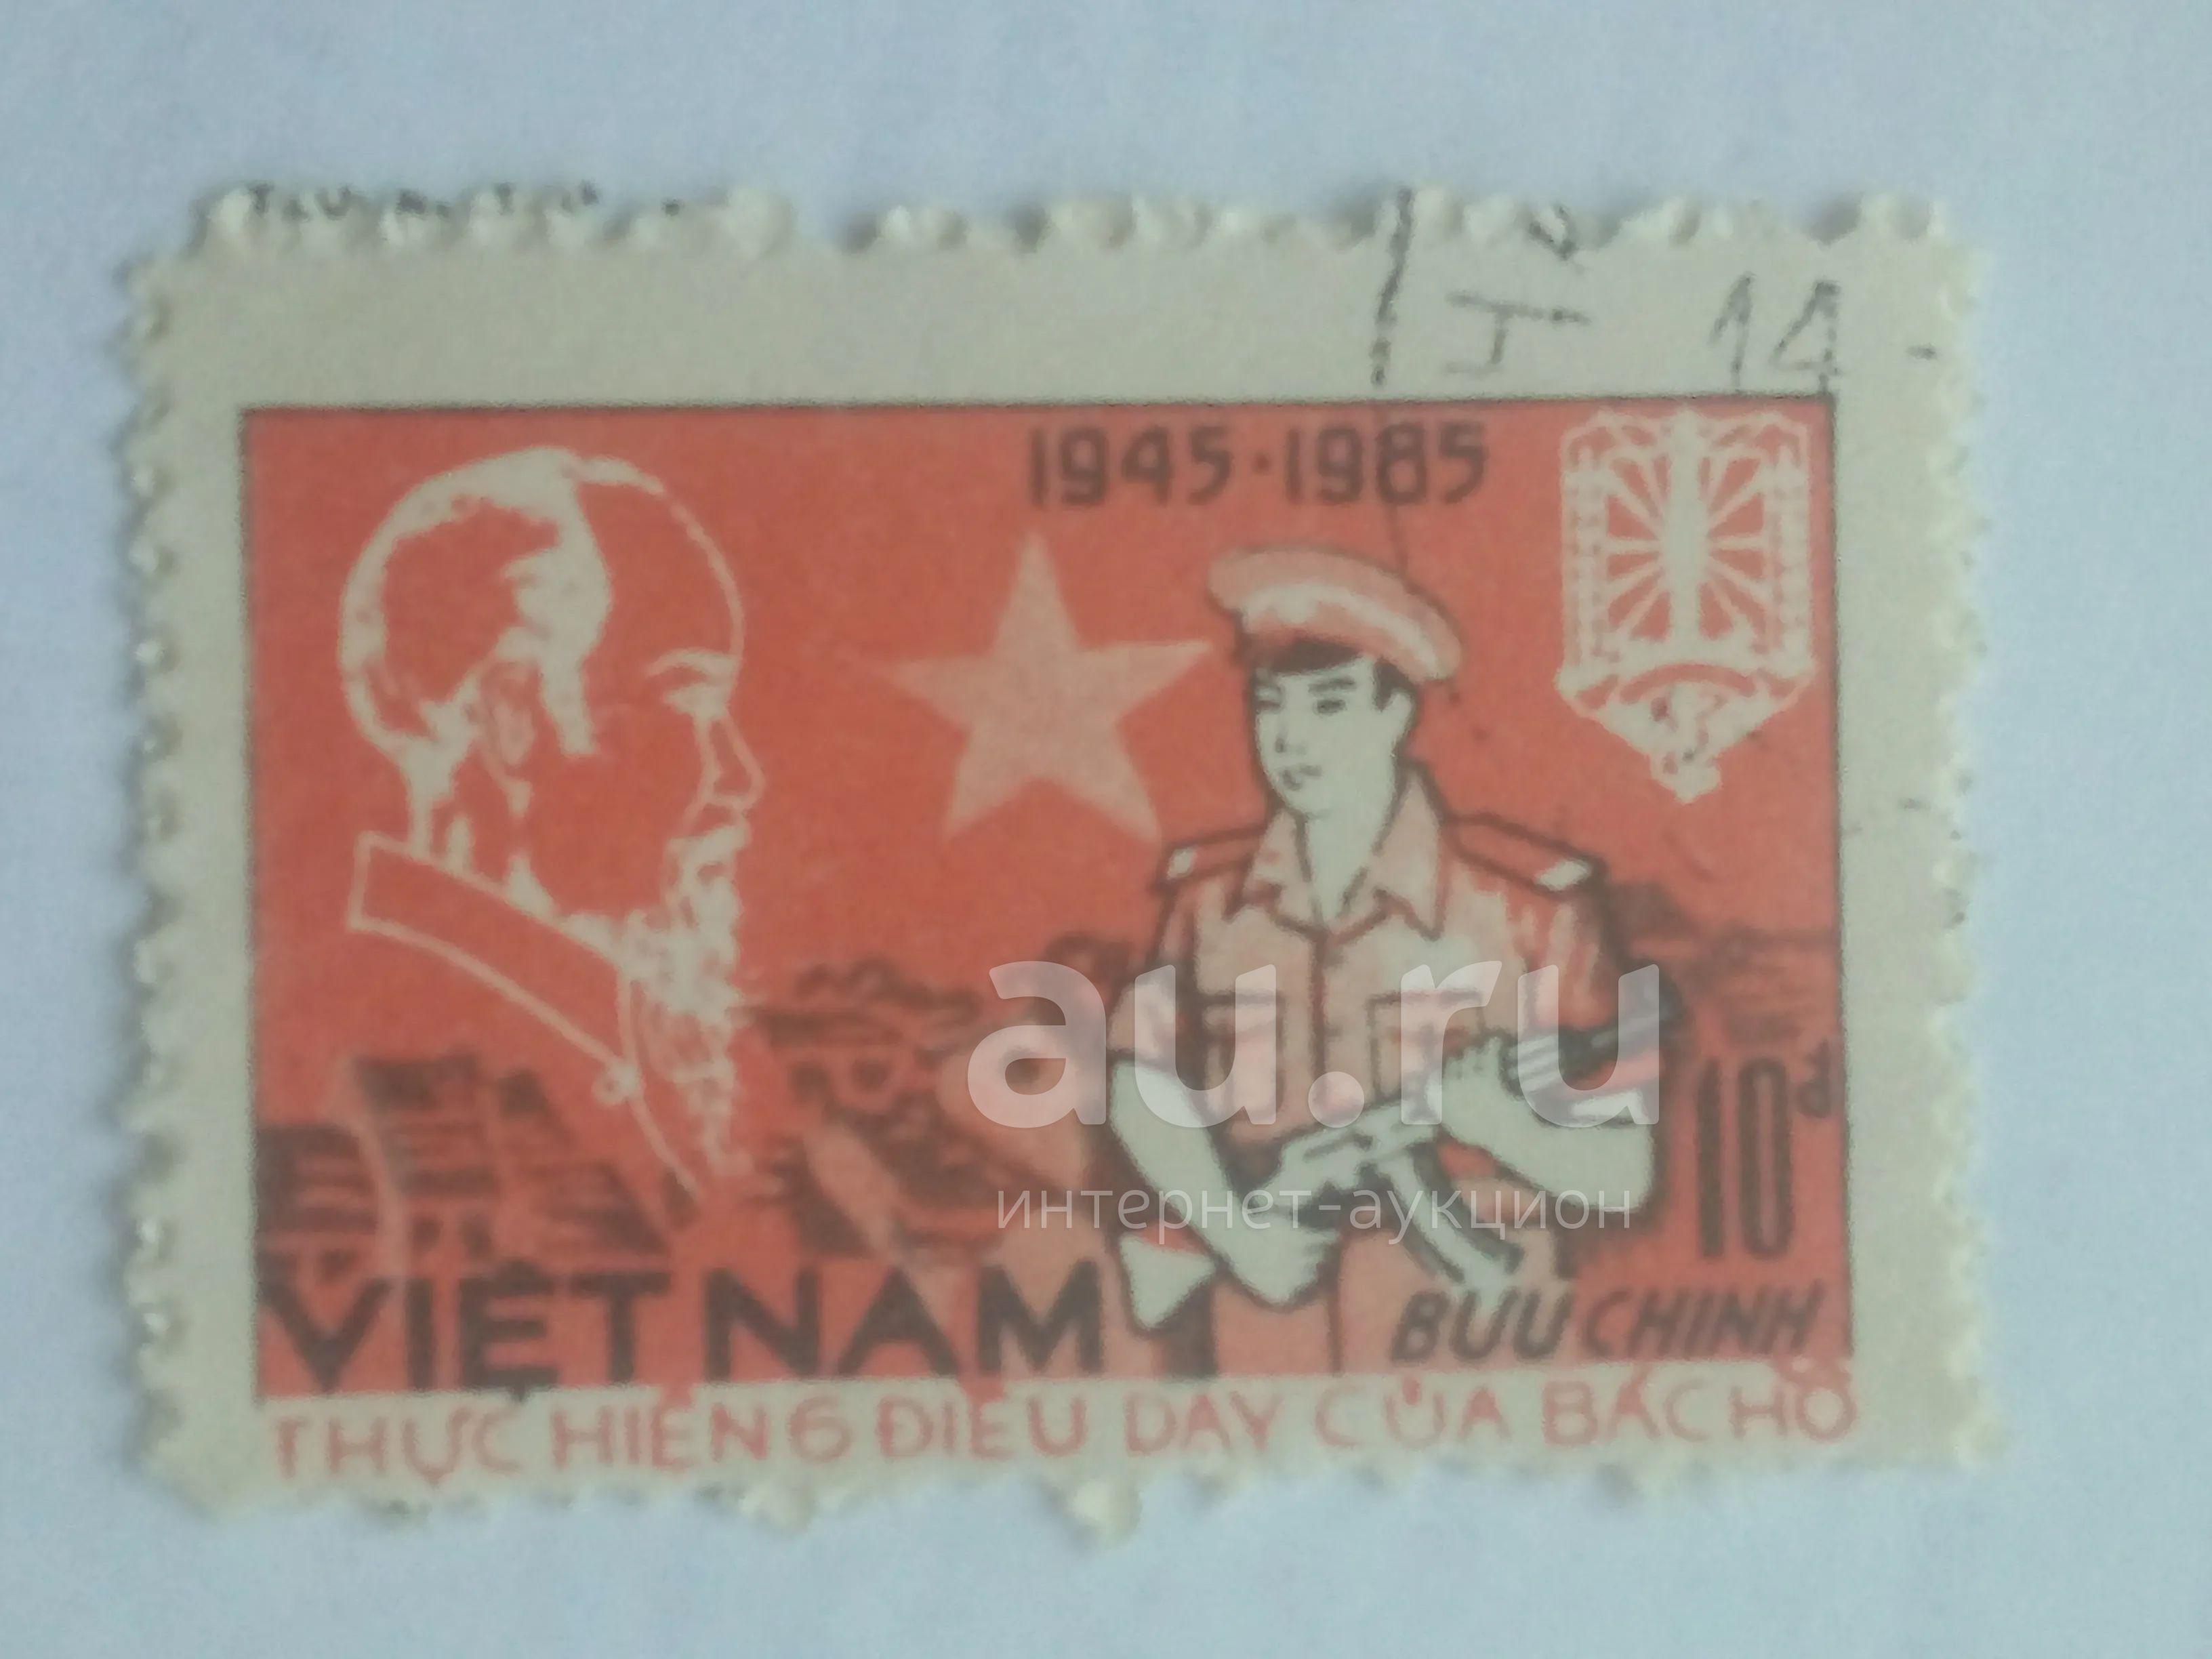 I 14
1945·1985
au.ru
интернет-аукцион
10đ
VIỆT NAM
BƯU CHINH
THỰC HIỆN 6 ĐIỀU DẠY CỦA BÁC HỒ